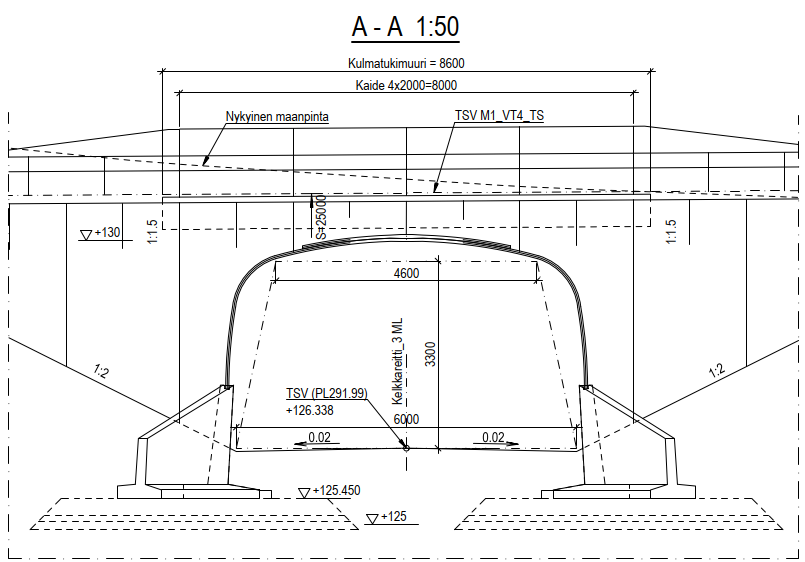 A - A 1:50
Kulmatukimuuri = 8600
Kaide 4x2000=8000
Nykyinen maanpinta
TSV M1_VT4_TS
+130
1:1.5
S=25000
1:1.5
4600
Kelkkareitti_3 ML
3300
1:2
1:2
TSV (PL291.99)
+126.338
6000
0.02
0.02
+125.450
+125